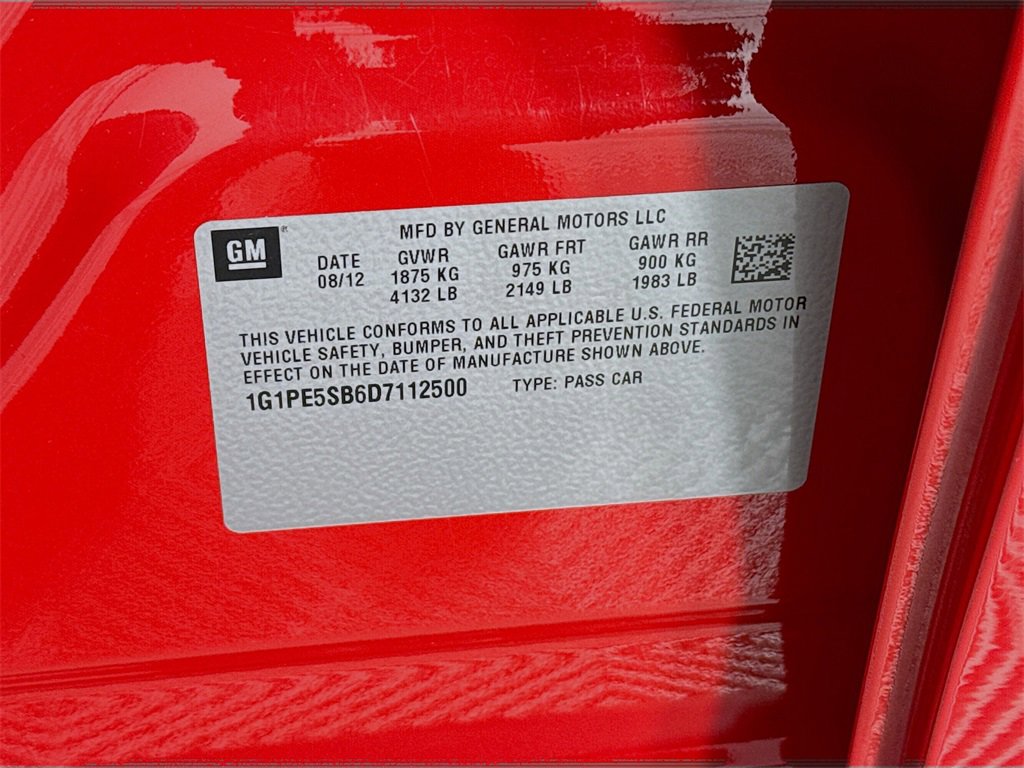 GM®
MFD BY GENERAL MOTORS LLC
DATE GVWR GAWR FRT GAWR RR
08/12 1875 KG 975 KG 900 KG
4132 LB 2149 LB 1983 LB
THIS VEHICLE CONFORMS TO ALL APPLICABLE U.S. FEDERAL MOTOR
VEHICLE SAFETY, BUMPER, AND THEFT PREVENTION STANDARDS IN
EFFECT ON THE DATE OF MANUFACTURE SHOWN ABOVE.
1G1PE5SB6D7112500 TYPE: PASS CAR